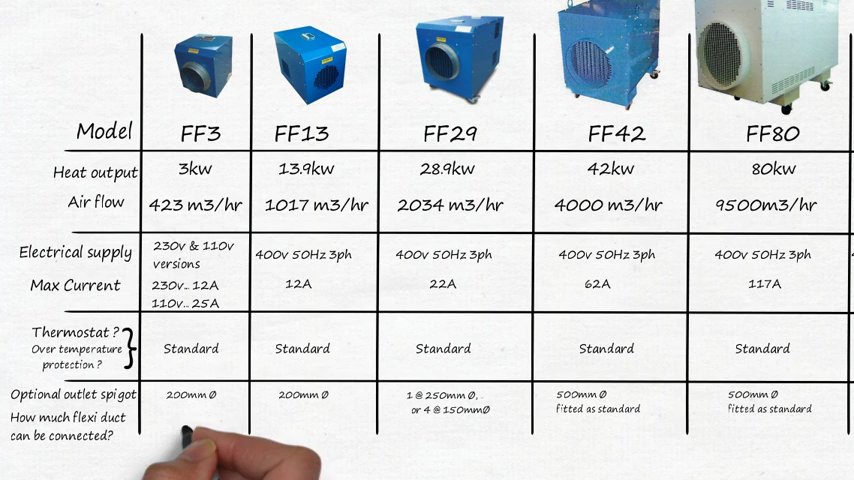 Model FF3 FF13 FF29 FF42 FF80
Heat output 3kw 13.9kw 28.9kw 42kw 80kw
Air flow 423 m3/hr 1017 m3/hr 2034 m3/hr 4000 m3/hr 9500m3/hr
Electrical supply 230v & 110v versions 400v 50Hz 3ph 400v 50Hz 3ph 400v 50Hz 3ph 400v 50Hz 3ph
Max Current 230v... 12A 12A 22A 62A 117A
110v... 25A
Thermostat ?
Over temperature Standard Standard Standard Standard Standard
protection ?
Optional outlet spigot 200mm Ø 200mm Ø 1 @ 250mm Ø, 500mm Ø 500mm Ø
or 4 @ 150mmØ fitted as standard fitted as standard
How much flexi duct
can be connected?